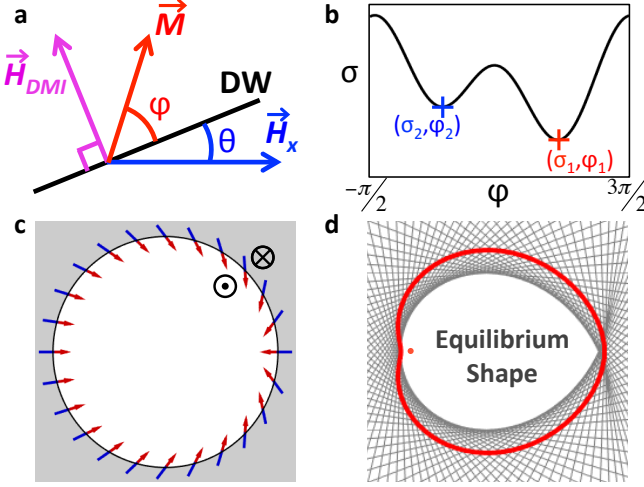 a
M
H_DMI
DW
φ
θ
H_x
b
σ
(σ₂,φ₂)
(σ₁,φ₁)
−π/2
φ
3π/2
c
d
Equilibrium
Shape